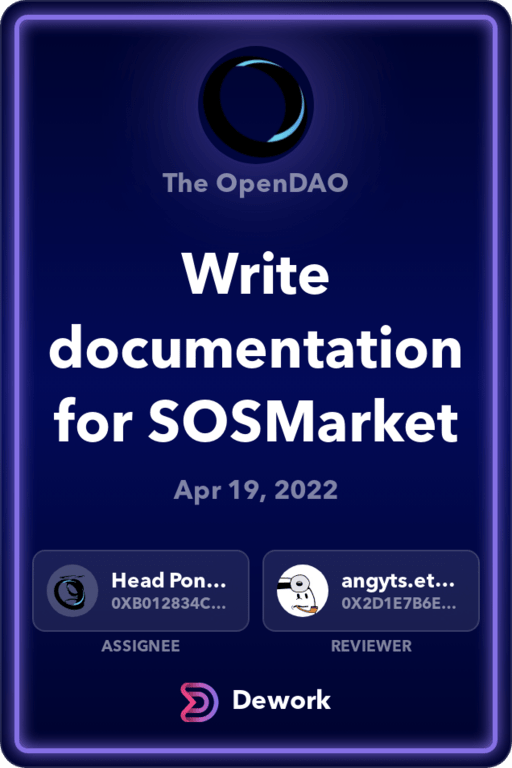 The OpenDAO
Write
documentation
for SOSMarket
Apr 19, 2022
Head Pon...
0XB012834C...
angyts.et...
0X2D1E7B6E...
ASSIGNEE
REVIEWER
Dework